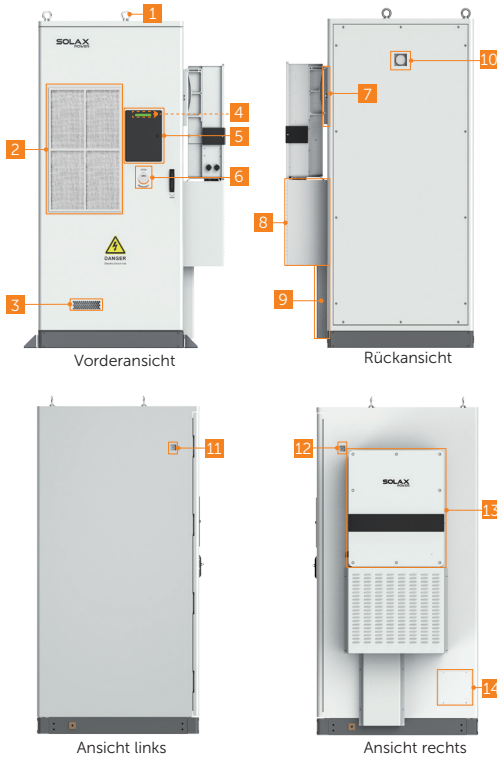 1
SOLAX
POWER
2
4
5
6
DANGER
3
Vorderansicht
7
10
8
9
Rückansicht
11
Ansicht links
12
SOLAX
POWER
13
14
Ansicht rechts